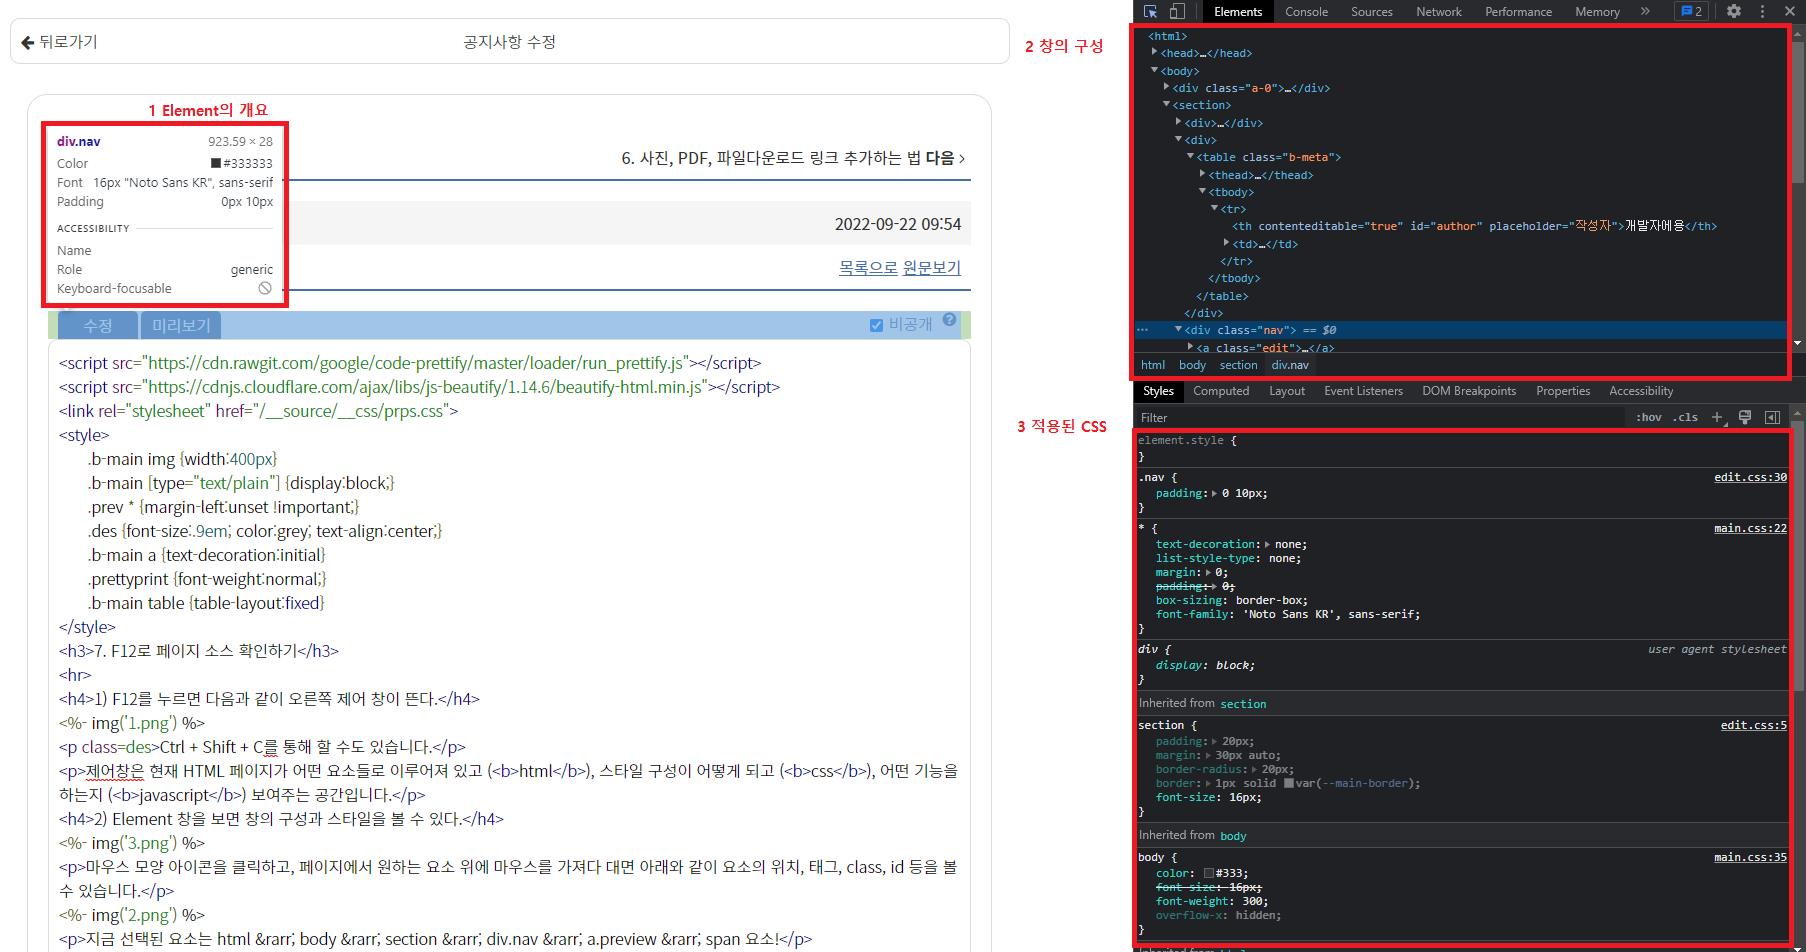 뒤로가기
공지사항 수정
2 창의 구성
1 Element의 개요
div.nav 923.59 × 28
Color #333333
Font 16px "Noto Sans KR", sans-serif
Padding 0px 10px
ACCESSIBILITY
Name
Role generic
Keyboard-focusable
6. 사진, PDF, 파일다운로드 링크 추가하는 법 다음 >
2022-09-22 09:54
목록으로 원문보기
수정 미리보기 비공개 ?
<script src="https://cdn.rawgit.com/google/code-prettify/master/loader/run_prettify.js"></script>
<script src="https://cdnjs.cloudflare.com/ajax/libs/js-beautify/1.14.6/beautify-html.min.js"></script>
<link rel="stylesheet" href="/__source/__css/prps.css">
<style>
.b-main img {width:400px}
.b-main [type="text/plain"] {display:block;}
.prev * {margin-left:unset !important;}
.des {font-size:.9em; color:grey; text-align:center;}
.b-main a {text-decoration:initial}
.prettyprint {font-weight:normal;}
.b-main table {table-layout:fixed}
</style>
<h3>7. F12로 페이지 소스 확인하기</h3>
<hr>
<h4>1) F12를 누르면 다음과 같이 오른쪽 제어 창이 뜬다.</h4>
<%- img('1.png') %>
<p class=des>Ctrl + Shift + C를 통해 할 수도 있습니다.</p>
<p>제어창은 현재 HTML 페이지가 어떤 요소들로 이루어져 있고 (<b>html</b>), 스타일 구성이 어떻게 되고 (<b>css</b>), 어떤 기능을
하는지 (<b>javascript</b>) 보여주는 공간입니다.</p>
<h4>2) Element 창을 보면 창의 구성과 스타일을 볼 수 있다.</h4>
<%- img('3.png') %>
<p>마우스 모양 아이콘을 클릭하고, 페이지에서 원하는 요소 위에 마우스를 가져다 대면 아래와 같이 요소의 위치, 태그, class, id 등을 볼
수 있습니다.</p>
<%- img('2.png') %>
<p>지금 선택된 요소는 html &rarr; body &rarr; section &rarr; div.nav &rarr; a.preview &rarr; span 요소!</p>
3 적용된 CSS
Elements Console Sources Network Performance Memory » 2
<html>
<head>…</head>
<body>
<div class="a-0">…</div>
<section>
<div>…</div>
<div>
<table class="b-meta">
<thead>…</thead>
<tbody>
<tr>
<th contenteditable="true" id="author" placeholder="작성자">개발자에용</th>
<td>…</td>
</tr>
</tbody>
</table>
</div>
… <div class="nav"> == $0
<a class="edit">…</a>
html body section div.nav
Styles Computed Layout Event Listeners DOM Breakpoints Properties Accessibility
Filter :hov .cls +
element.style {
}
.nav { edit.css:30
padding: 0 10px;
}
* { main.css:22
text-decoration: none;
list-style-type: none;
margin: 0;
padding: 0;
box-sizing: border-box;
font-family: 'Noto Sans KR', sans-serif;
}
div { user agent stylesheet
display: block;
}
Inherited from section
section { edit.css:5
padding: 20px;
margin: 30px auto;
border-radius: 20px;
border: 1px solid var(--main-border);
font-size: 16px;
}
Inherited from body
body { main.css:35
color: #333;
font-size: 16px;
font-weight: 300;
overflow-x: hidden;
}